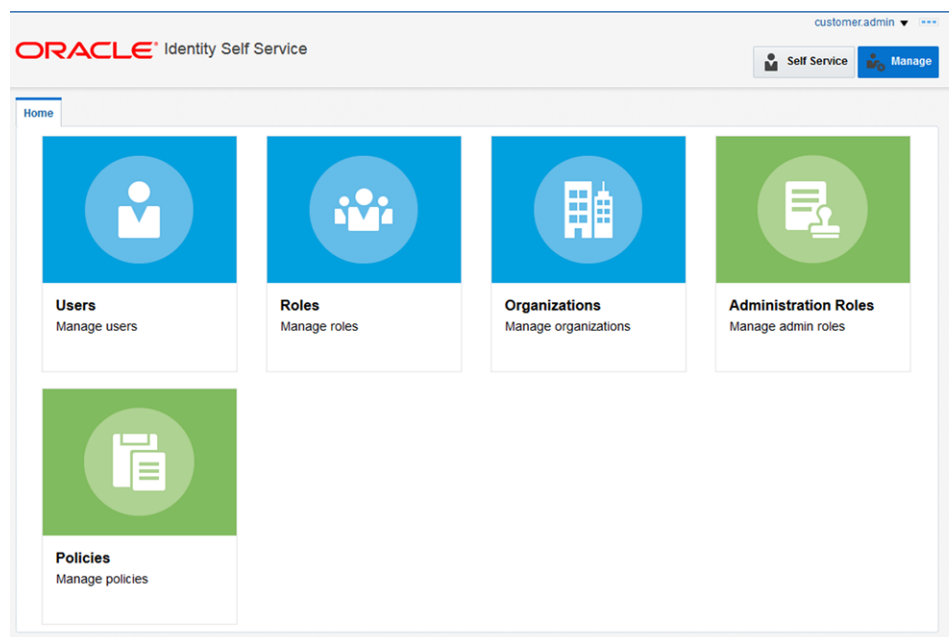 customer.admin
ORACLE® Identity Self Service
Self Service
Manage
Home
Users
Manage users
Roles
Manage roles
Organizations
Manage organizations
Administration Roles
Manage admin roles
Policies
Manage policies